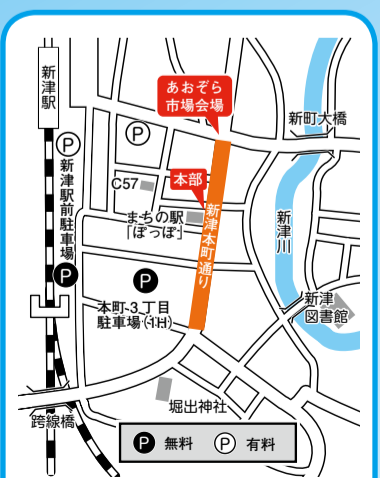 新津駅
あおぞら
市場会場
新町大橋
P
P
新津駅前駐車場
C57
本部
まちの駅
「ぽっぽ」
新津本町通り
新津川
P
P
本町-3丁目
駐車場(1H)
新津
図書館
堀出神社
跨線橋
P 無料 P 有料